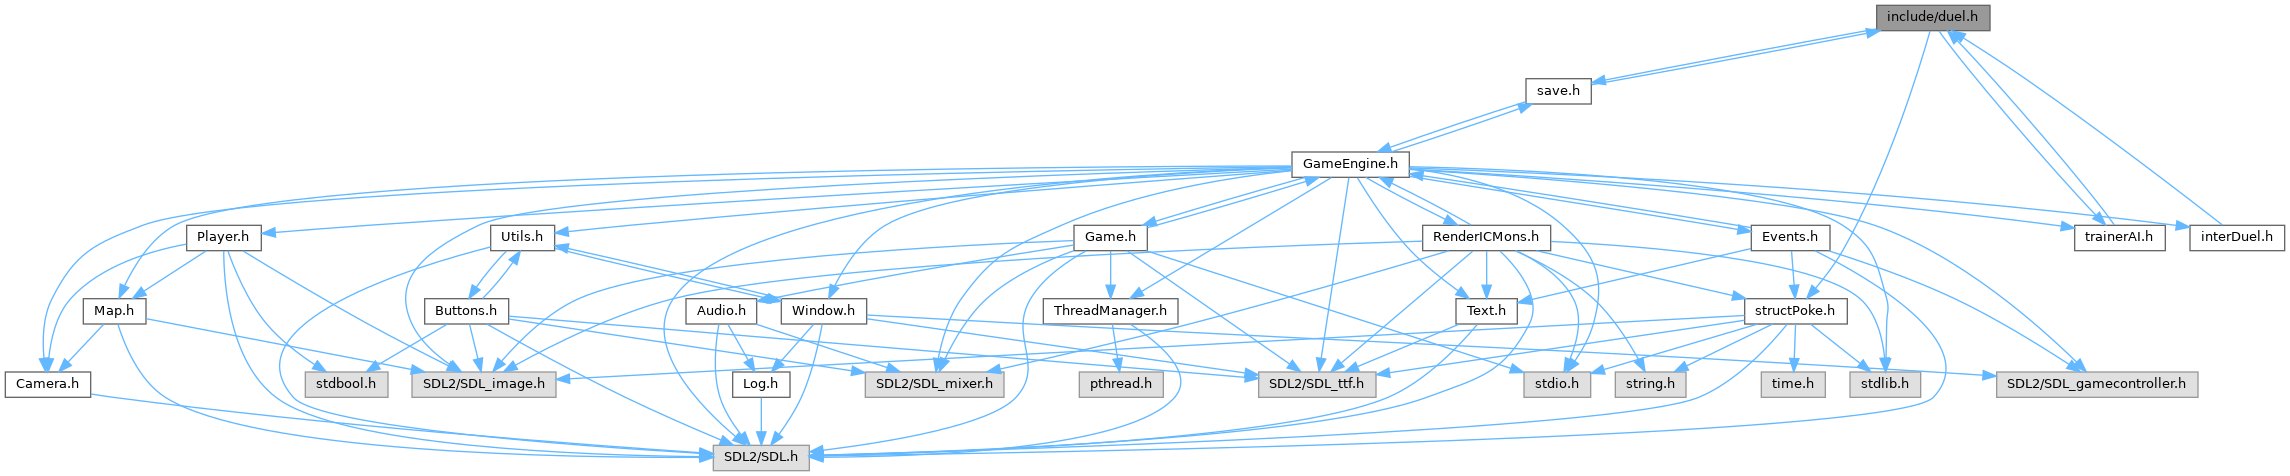 include/duel.h
save.h
GameEngine.h
Player.h
Utils.h
Game.h
RenderICMons.h
Events.h
trainerAI.h
interDuel.h
Map.h
Buttons.h
Audio.h
Window.h
ThreadManager.h
Text.h
structPoke.h
Camera.h
stdbool.h
SDL2/SDL_image.h
Log.h
SDL2/SDL_mixer.h
pthread.h
SDL2/SDL_ttf.h
stdio.h
string.h
time.h
stdlib.h
SDL2/SDL_gamecontroller.h
SDL2/SDL.h